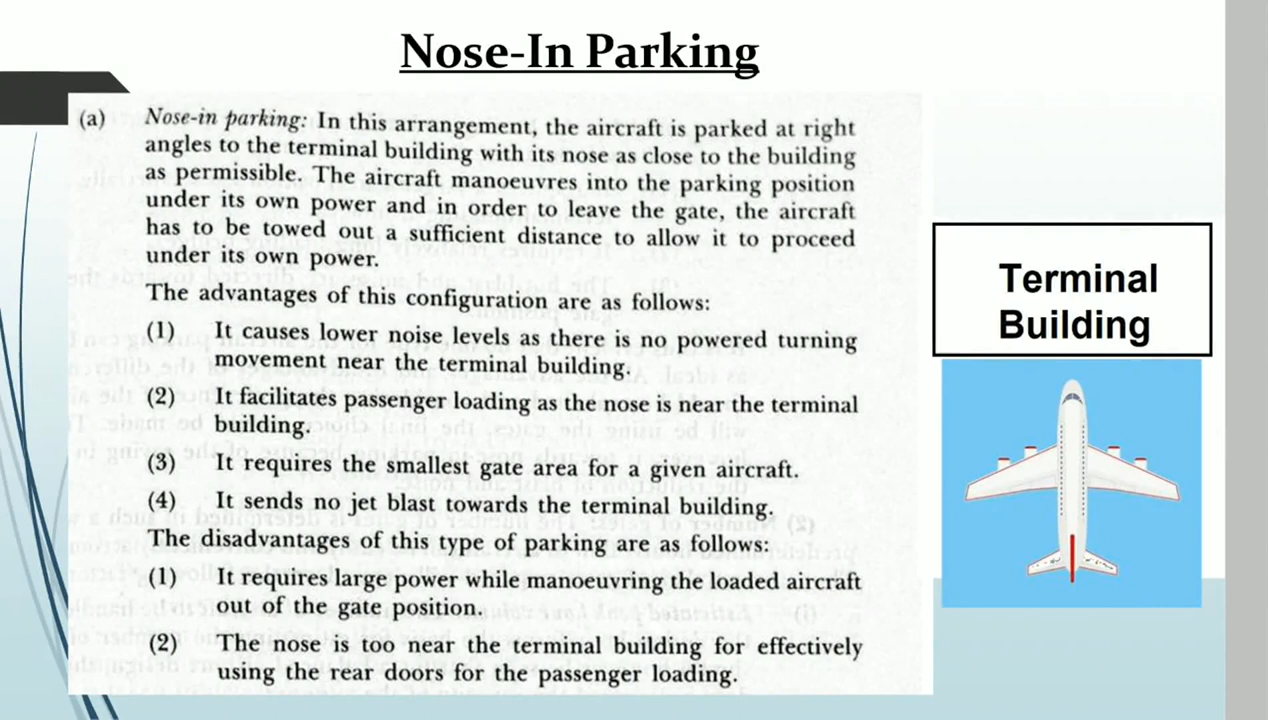 Nose-In Parking
(a) Nose-in parking: In this arrangement, the aircraft is parked at right
angles to the terminal building with its nose as close to the building
as permissible. The aircraft manoeuvres into the parking position
under its own power and in order to leave the gate, the aircraft
has to be towed out a sufficient distance to allow it to proceed
under its own power.
The advantages of this configuration are as follows:
(1) It causes lower noise levels as there is no powered turning
movement near the terminal building.
(2) It facilitates passenger loading as the nose is near the terminal
building.
(3) It requires the smallest gate area for a given aircraft.
(4) It sends no jet blast towards the terminal building.
The disadvantages of this type of parking are as follows:
(1) It requires large power while manoeuvring the loaded aircraft
out of the gate position.
(2) The nose is too near the terminal building for effectively
using the rear doors for the passenger loading.
Terminal
Building